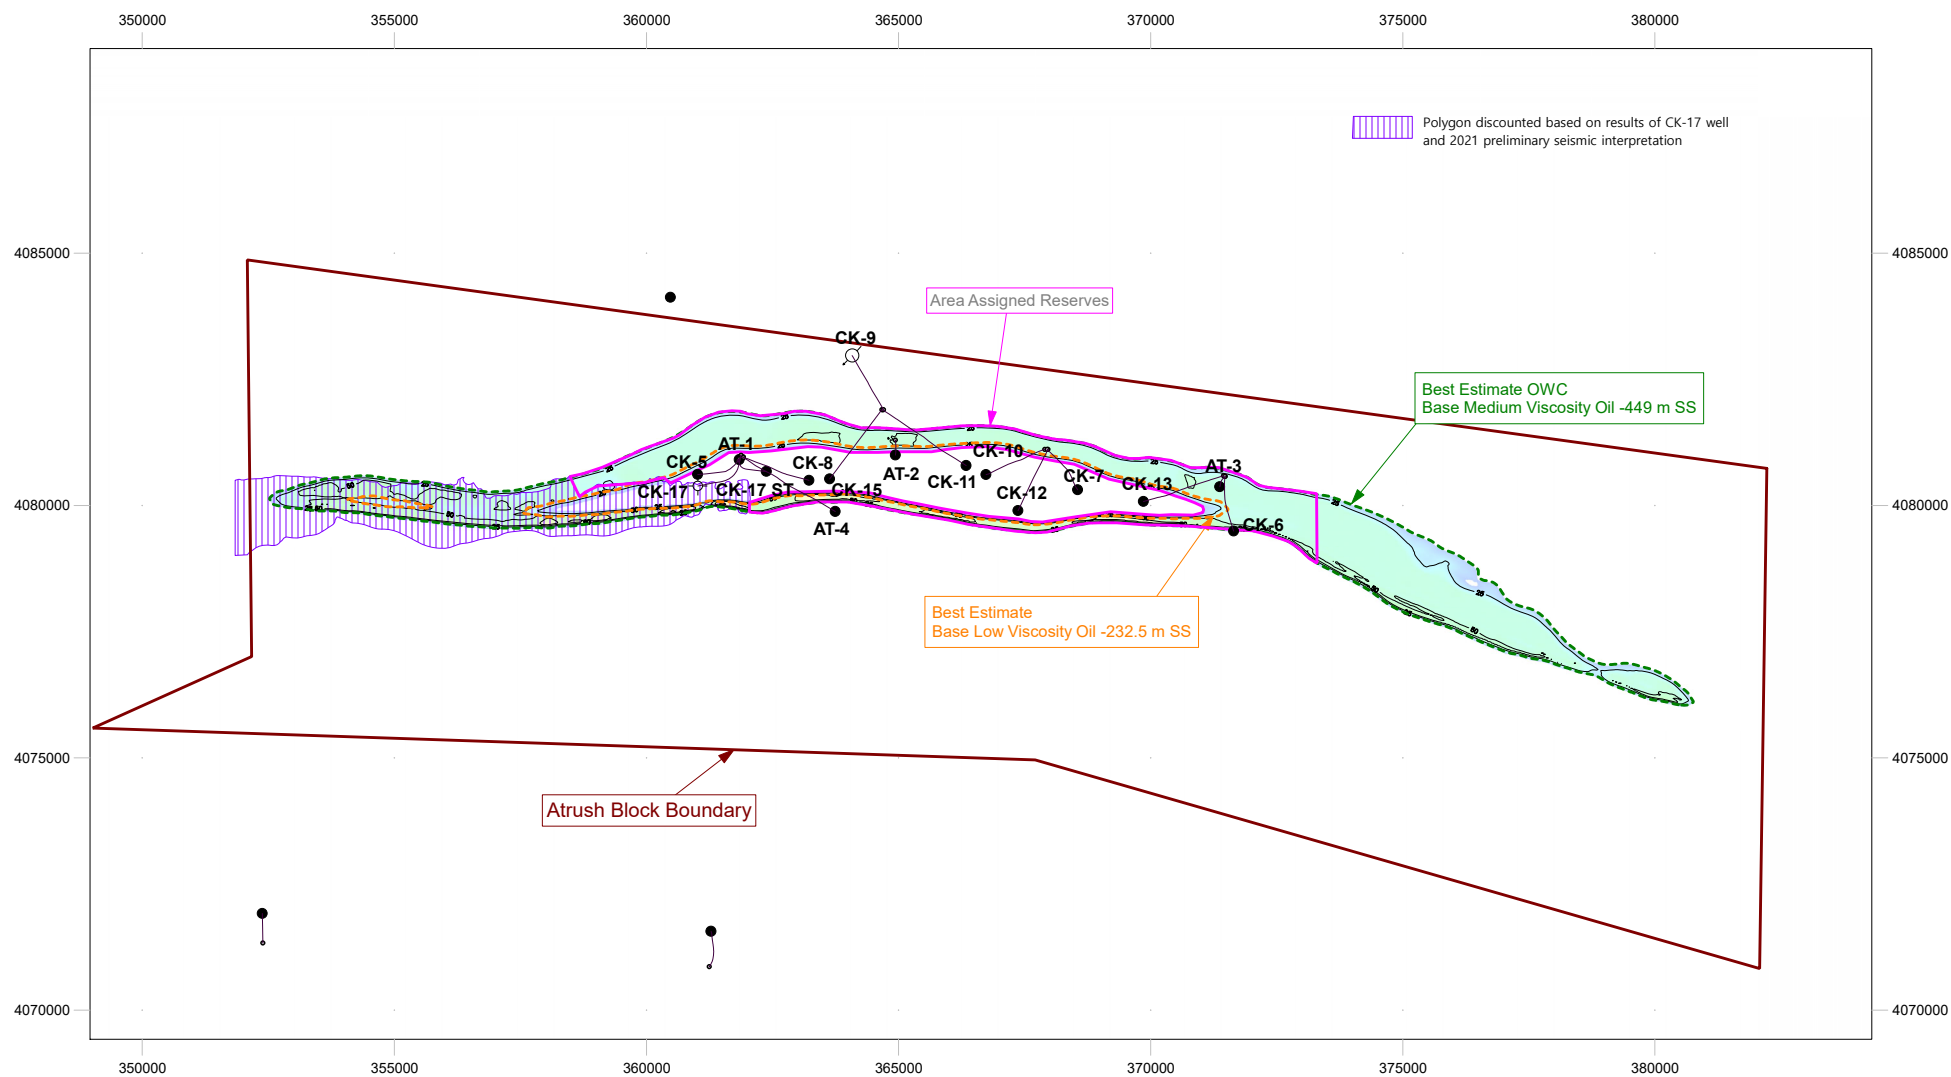 350000 355000 360000 365000 370000 375000 380000
Polygon discounted based on results of CK-17 well
and 2021 preliminary seismic interpretation
4085000 4085000
Area Assigned Reserves
CK-9
Best Estimate OWC
Base Medium Viscosity Oil -449 m SS
AT-1
CK-10
CK-5
CK-8
AT-2
CK-11
CK-7
AT-3
CK-17
CK-17 ST
CK-15
CK-12
CK-13
4080000 4080000
AT-4
CK-6
Best Estimate
Base Low Viscosity Oil -232.5 m SS
4075000 4075000
Atrush Block Boundary
4070000 4070000
350000 355000 360000 365000 370000 375000 380000